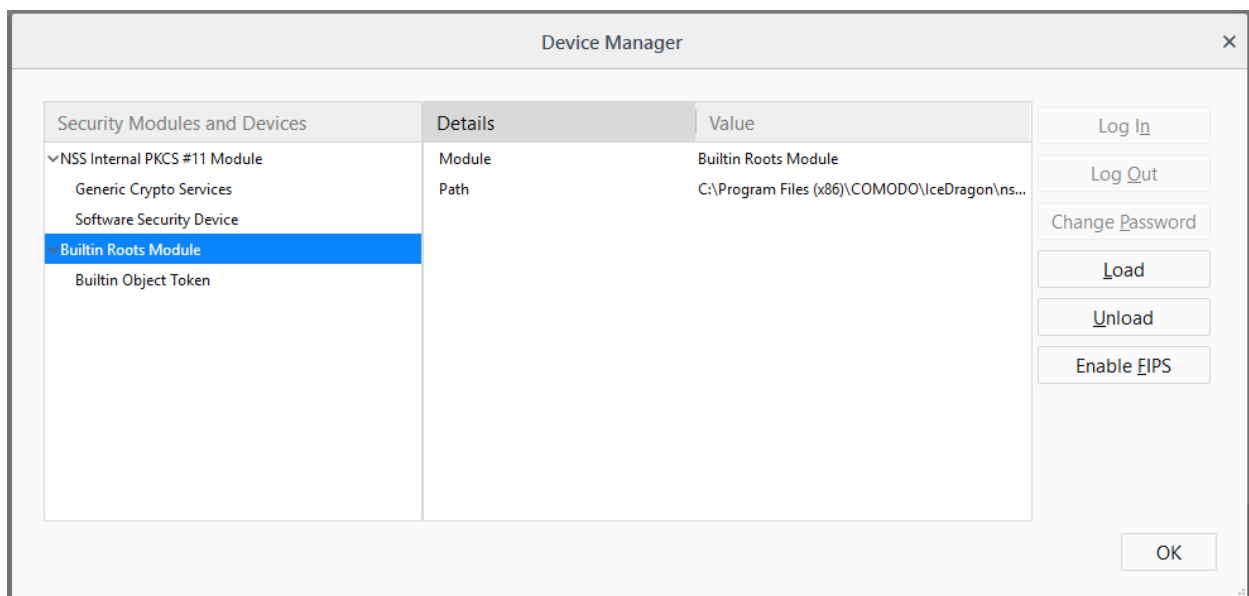 Device Manager
Security Modules and Devices Details Value Log In
NSS Internal PKCS #11 Module Module Builtin Roots Module
Generic Crypto Services Path C:\Program Files (x86)\COMODO\IceDragon\ns... Log Out
Software Security Device Change Password
Builtin Roots Module
Builtin Object Token Load
Unload
Enable FIPS
OK